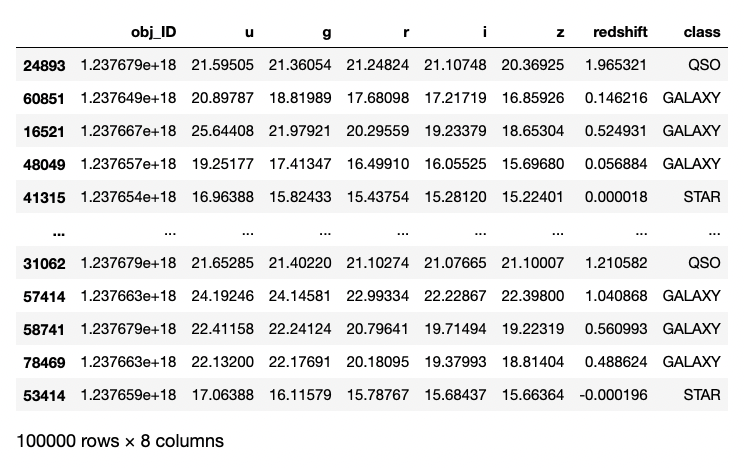 obj_ID u g r i z redshift class
24893 1.237679e+18 21.59505 21.36054 21.24824 21.10748 20.36925 1.965321 QSO
60851 1.237649e+18 20.89787 18.81989 17.68098 17.21719 16.85926 0.146216 GALAXY
16521 1.237667e+18 25.64408 21.97921 20.29559 19.23379 18.65304 0.524931 GALAXY
48049 1.237657e+18 19.25177 17.41347 16.49910 16.05525 15.69680 0.056884 GALAXY
41315 1.237654e+18 16.96388 15.82433 15.43754 15.28120 15.22401 0.000018 STAR
... ... ... ... ... ... ... ... ...
31062 1.237679e+18 21.65285 21.40220 21.10274 21.07665 21.10007 1.210582 QSO
57414 1.237663e+18 24.19246 24.14581 22.99334 22.22867 22.39800 1.040868 GALAXY
58741 1.237679e+18 22.41158 22.24124 20.79641 19.71494 19.22319 0.560993 GALAXY
78469 1.237663e+18 22.13200 22.17691 20.18095 19.37993 18.81404 0.488624 GALAXY
53414 1.237659e+18 17.06388 16.11579 15.78767 15.68437 15.66364 -0.000196 STAR
100000 rows × 8 columns